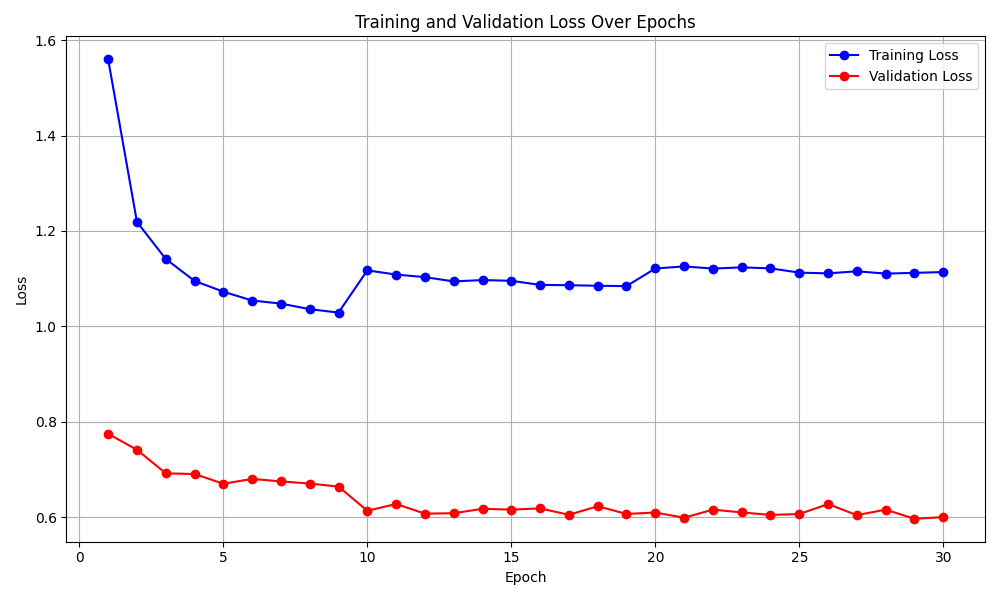 Training and Validation Loss Over Epochs
Training Loss
Validation Loss
Loss
1.6
1.4
1.2
1.0
0.8
0.6
0
5
10
15
20
25
30
Epoch